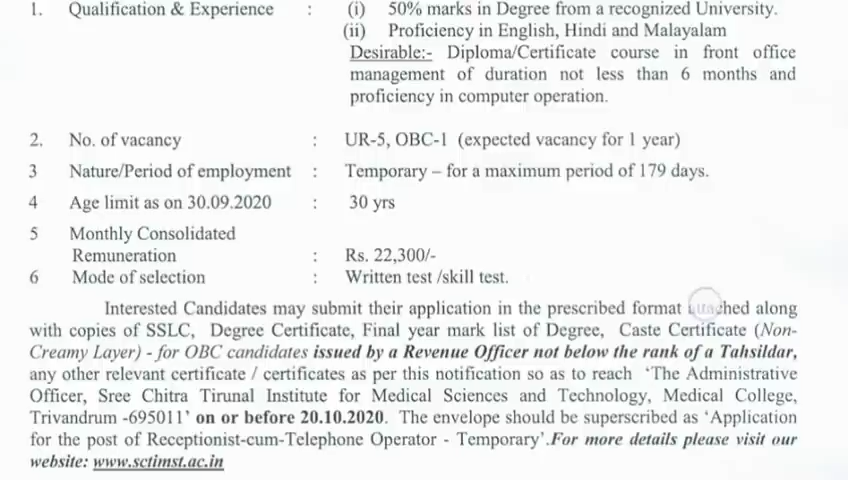 1. Qualification & Experience : (i) 50% marks in Degree from a recognized University.
(ii) Proficiency in English, Hindi and Malayalam
Desirable:- Diploma/Certificate course in front office
management of duration not less than 6 months and
proficiency in computer operation.
2. No. of vacancy : UR-5, OBC-1 (expected vacancy for 1 year)
3 Nature/Period of employment : Temporary – for a maximum period of 179 days.
4 Age limit as on 30.09.2020 : 30 yrs
5 Monthly Consolidated
Remuneration : Rs. 22,300/-
6 Mode of selection : Written test /skill test.
Interested Candidates may submit their application in the prescribed format attached along
with copies of SSLC, Degree Certificate, Final year mark list of Degree, Caste Certificate (Non-
Creamy Layer) - for OBC candidates issued by a Revenue Officer not below the rank of a Tahsildar,
any other relevant certificate / certificates as per this notification so as to reach ‘The Administrative
Officer, Sree Chitra Tirunal Institute for Medical Sciences and Technology, Medical College,
Trivandrum -695011’ on or before 20.10.2020. The envelope should be superscribed as ‘Application
for the post of Receptionist-cum-Telephone Operator - Temporary’.For more details please visit our
website: www.sctimst.ac.in